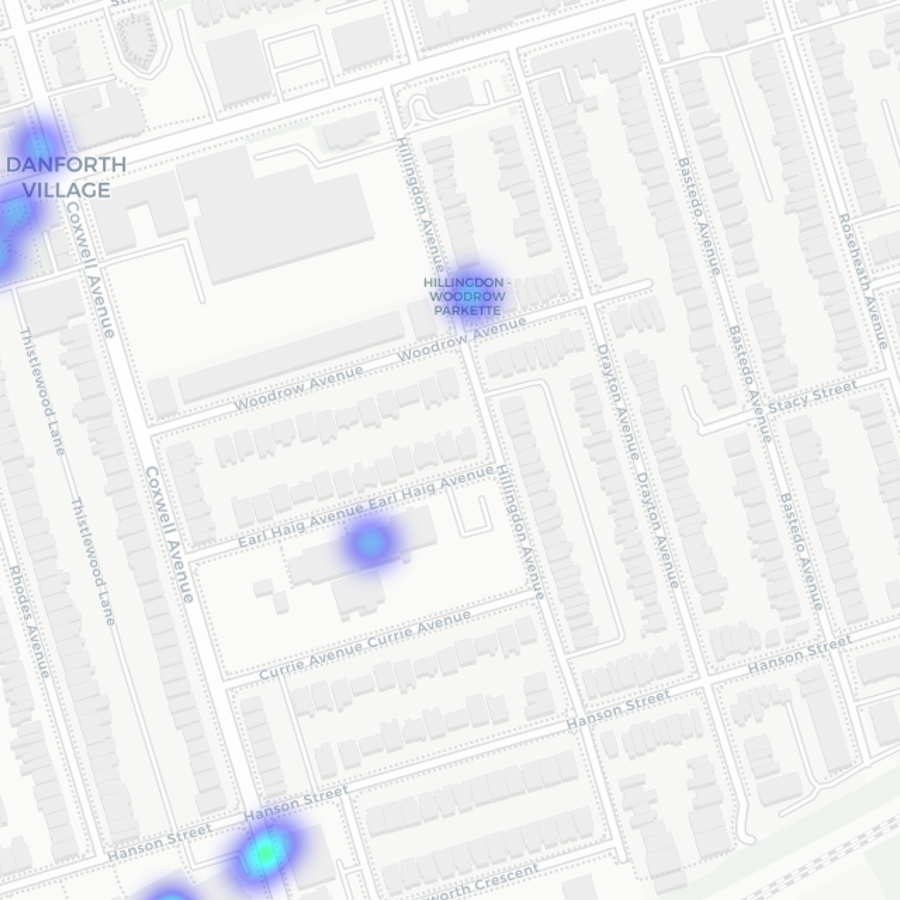 DANFORTH
VILLAGE
Coxwell Avenue
Hillingdon Avenue
Bastedo Avenue
Roseheath Avenue
HILLINGDON -
WOODROW
PARKETTE
Woodrow Avenue
Woodrow Avenue
Thistlewood Lane
Drayton Avenue
Bastedo Avenue
Stacy Street
Coxwell Avenue
Earl Haig Avenue
Earl Haig Avenue
Hillingdon Avenue
Drayton Avenue
Bastedo Avenue
Thistlewood Lane
Rhodes Avenue
Currie Avenue
Currie Avenue
Hanson Street
Hanson Street
Hanson Street
Hanson Street
worth Crescent